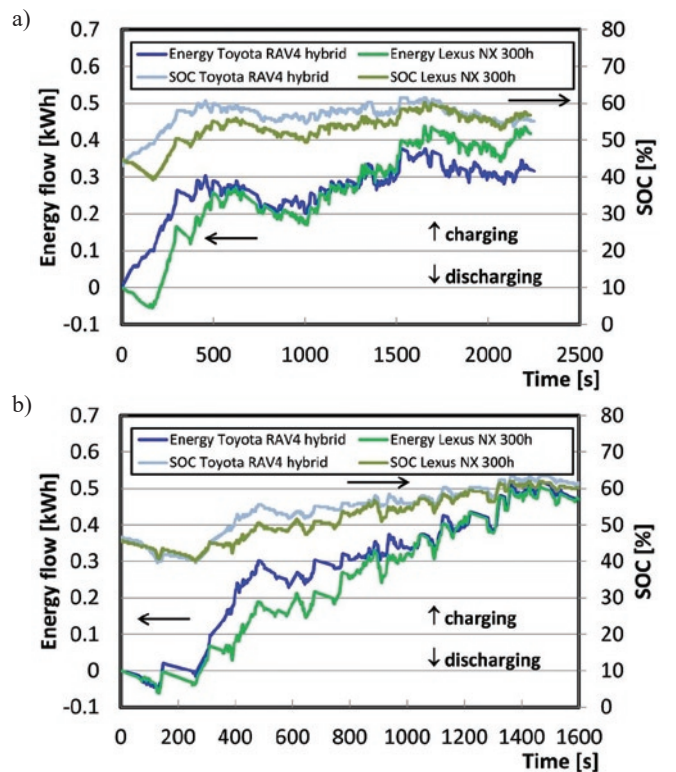 a)
0.7
0.6
0.5
0.4
0.3
0.2
0.1
0
-0.1
Energy flow [kWh]
Energy Toyota RAV4 hybrid
Energy Lexus NX 300h
SOC Toyota RAV4 hybrid
SOC Lexus NX 300h
↑ charging
↓ discharging
80
70
60
50
40
30
20
10
0
SOC [%]
0 500 1000 1500 2000 2500
Time [s]
b)
0.7
0.6
0.5
0.4
0.3
0.2
0.1
0
-0.1
Energy flow [kWh]
Energy Toyota RAV4 hybrid
Energy Lexus NX 300h
SOC Toyota RAV4 hybrid
SOC Lexus NX 300h
↑ charging
↓ discharging
80
70
60
50
40
30
20
10
0
SOC [%]
0 200 400 600 800 1000 1200 1400 1600
Time [s]